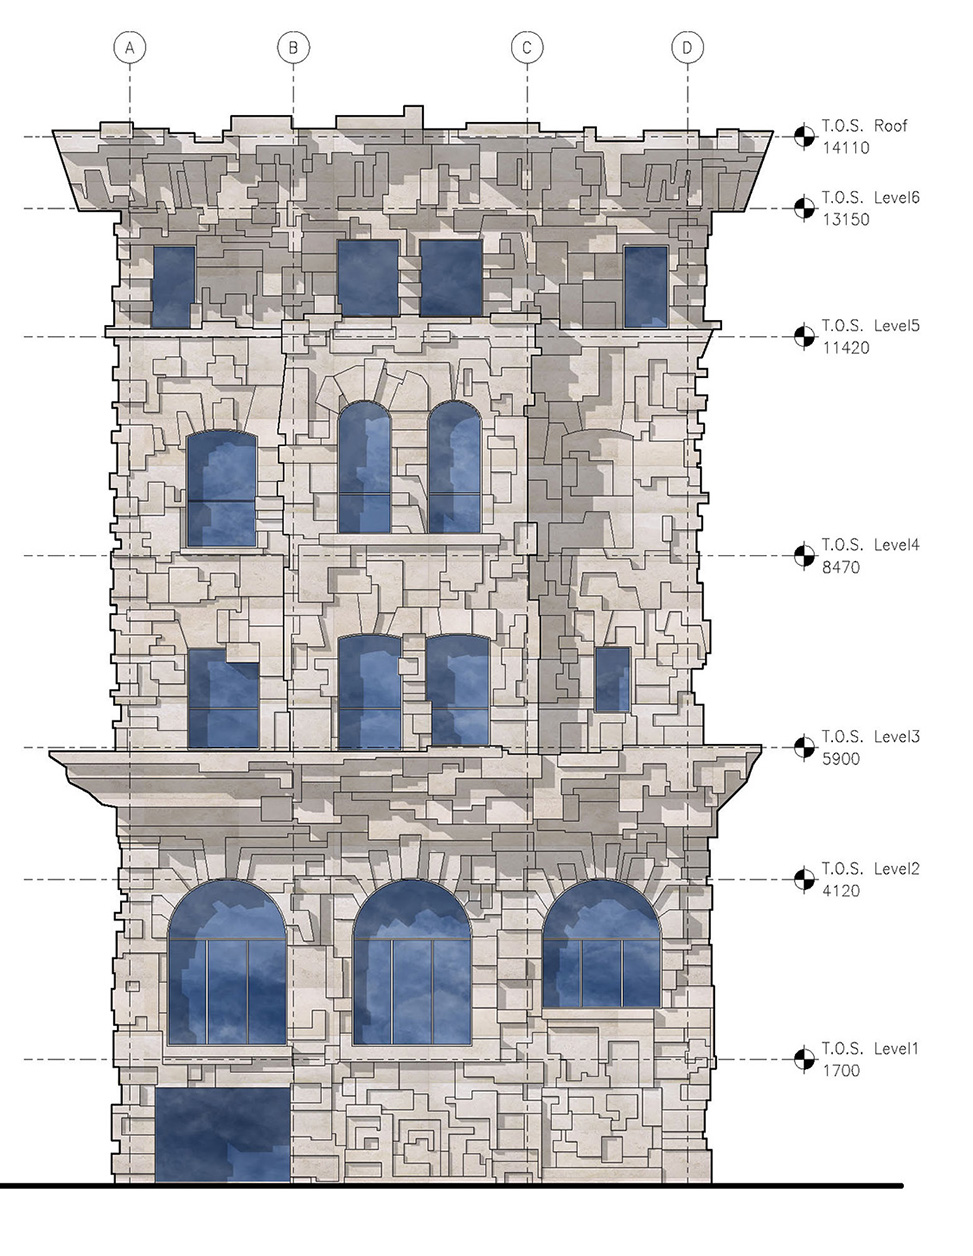 A B C D
T.O.S. Roof
14110
T.O.S. Level6
13150
T.O.S. Level5
11420
T.O.S. Level4
8470
T.O.S. Level3
5900
T.O.S. Level2
4120
T.O.S. Level1
1700